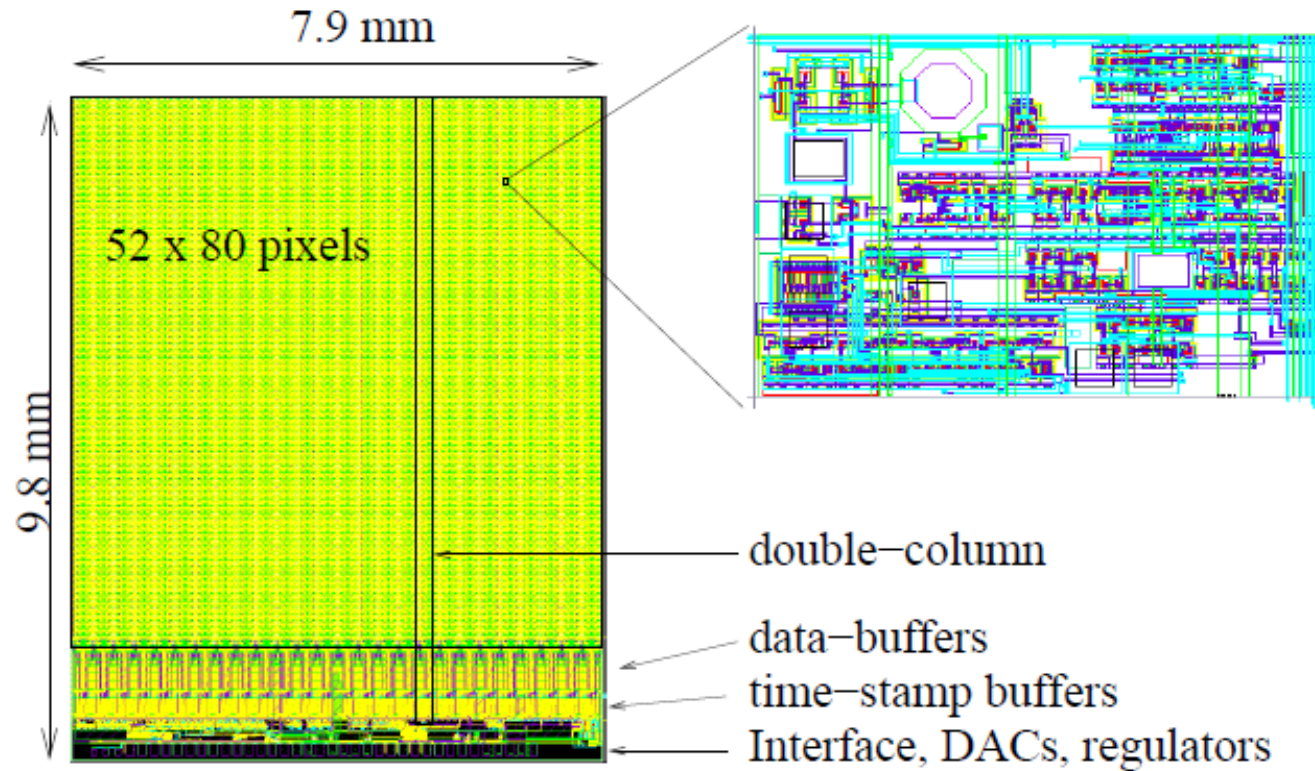 7.9 mm
9.8 mm
52 x 80 pixels
double−column
data−buffers
time−stamp buffers
Interface, DACs, regulators